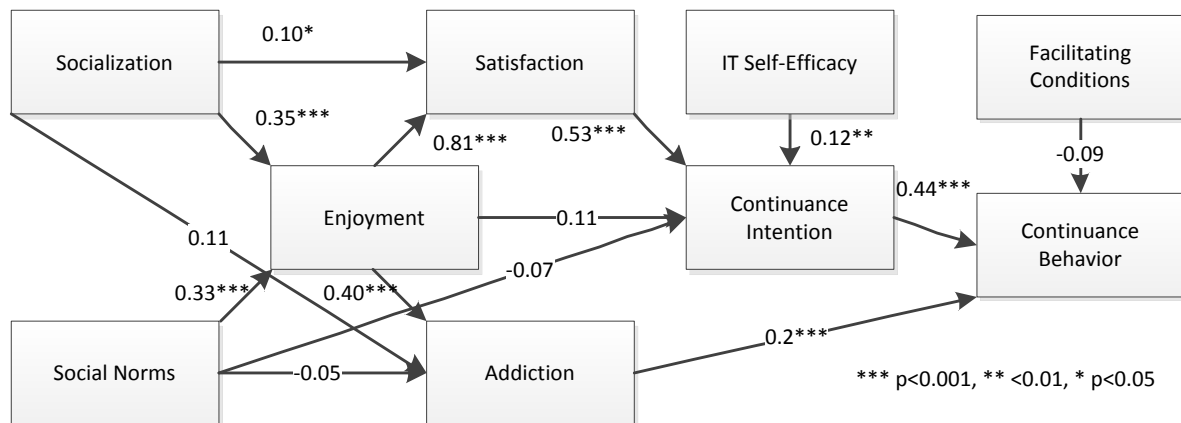 0.10*
Socialization
Satisfaction
IT Self-Efficacy
Facilitating
Conditions
0.35***
0.81***
0.53***
0.12**
-0.09
Enjoyment
0.11
Continuance
Intention
0.44***
Continuance
Behavior
0.11
-0.07
0.33***
0.40***
Social Norms
-0.05
Addiction
0.2***
*** p<0.001, ** <0.01, * p<0.05